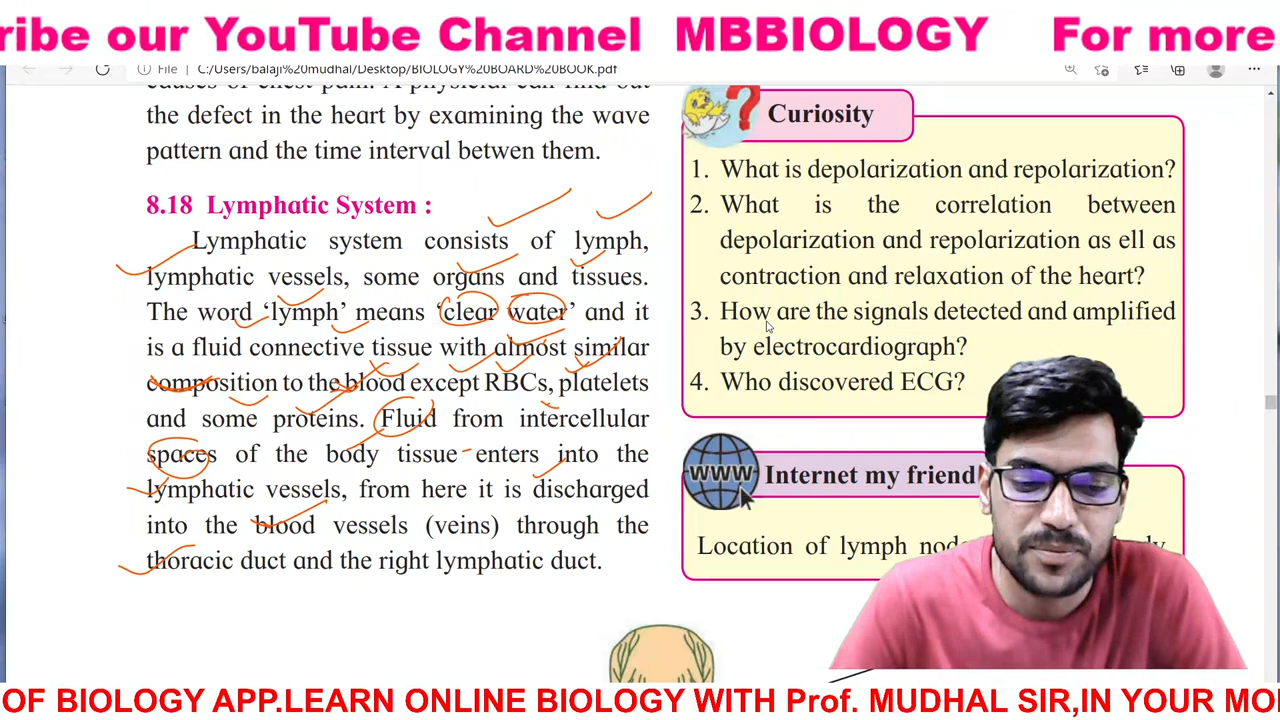 ribe our YouTube Channel MBBIOLOGY For more
File C:/Users/balaji%20mudhal/Desktop/BIOLOGY%20BOARD%20BOOK.pdf
causes of chest pain. A physician can find out
the defect in the heart by examining the wave
pattern and the time interval betwen them.
8.18 Lymphatic System :
Lymphatic system consists of lymph,
lymphatic vessels, some organs and tissues.
The word ‘lymph’ means ‘clear water’ and it
is a fluid connective tissue with almost similar
composition to the blood except RBCs, platelets
and some proteins. Fluid from intercellular
spaces of the body tissue enters into the
lymphatic vessels, from here it is discharged
into the blood vessels (veins) through the
thoracic duct and the right lymphatic duct.
?
Curiosity
1. What is depolarization and repolarization?
2. What is the correlation between
depolarization and repolarization as ell as
contraction and relaxation of the heart?
3. How are the signals detected and amplified
by electrocardiograph?
4. Who discovered ECG?
www
Internet my friend
Location of lymph
OF BIOLOGY APP.LEARN ONLINE BIOLOGY WITH Prof. MUDHAL SIR,IN YOUR MO